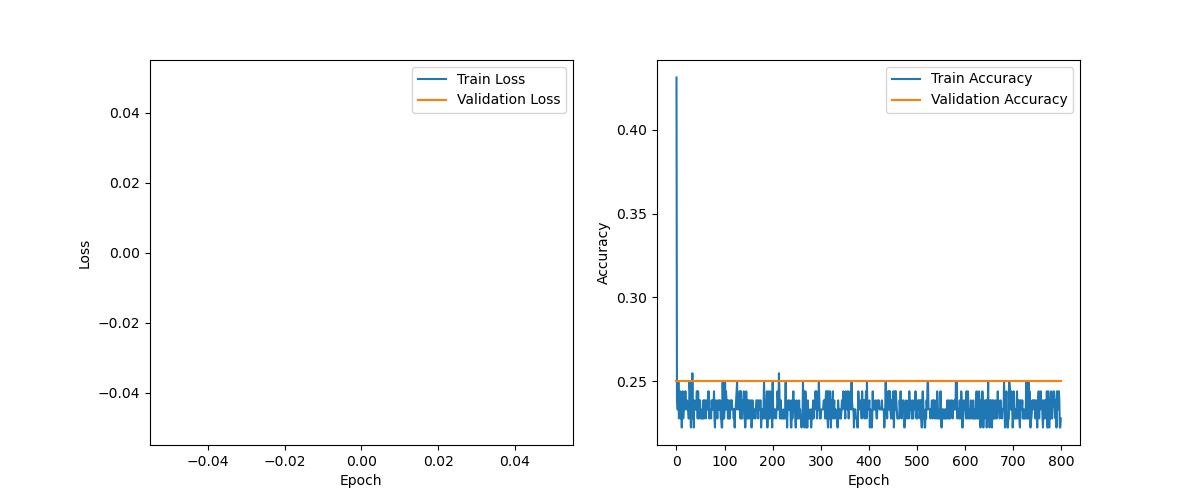 Train Loss
Validation Loss
0.04
0.02
0.00
−0.02
−0.04
Loss
−0.04 −0.02 0.00 0.02 0.04
Epoch
Train Accuracy
Validation Accuracy
0.40
0.35
0.30
0.25
Accuracy
0 100 200 300 400 500 600 700 800
Epoch